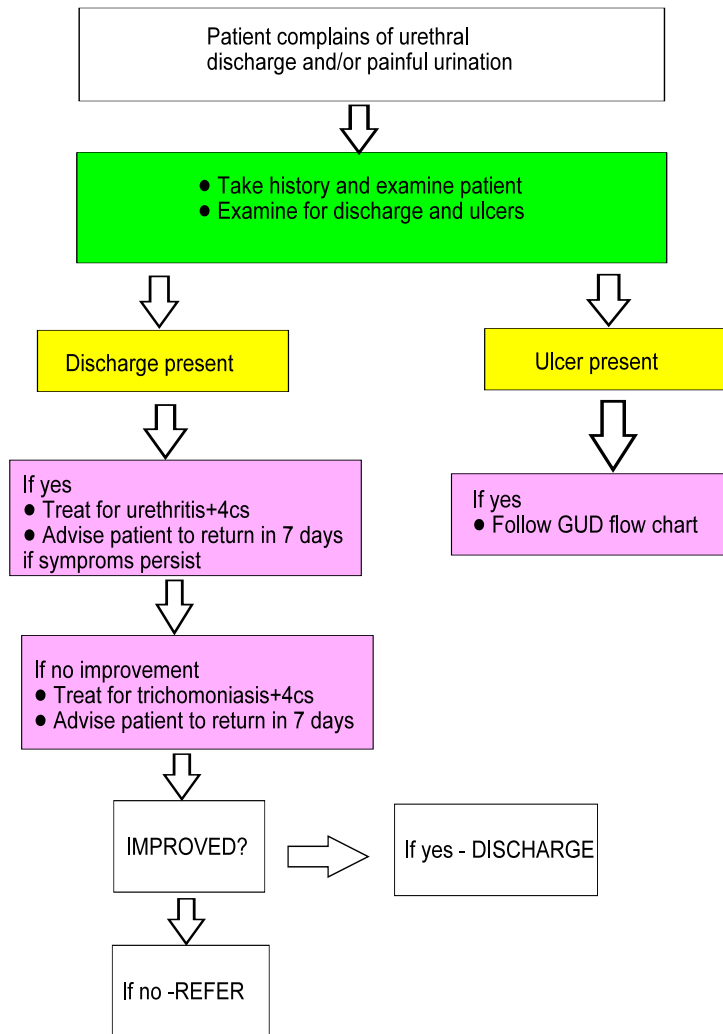 Patient complains of urethral
discharge and/or painful urination
● Take history and examine patient
● Examine for discharge and ulcers
Discharge present
Ulcer present
If yes
● Treat for urethritis+4cs
● Advise patient to return in 7 days
if symproms persist
If yes
● Follow GUD flow chart
If no improvement
● Treat for trichomoniasis+4cs
● Advise patient to return in 7 days
IMPROVED?
If yes - DISCHARGE
If no -REFER